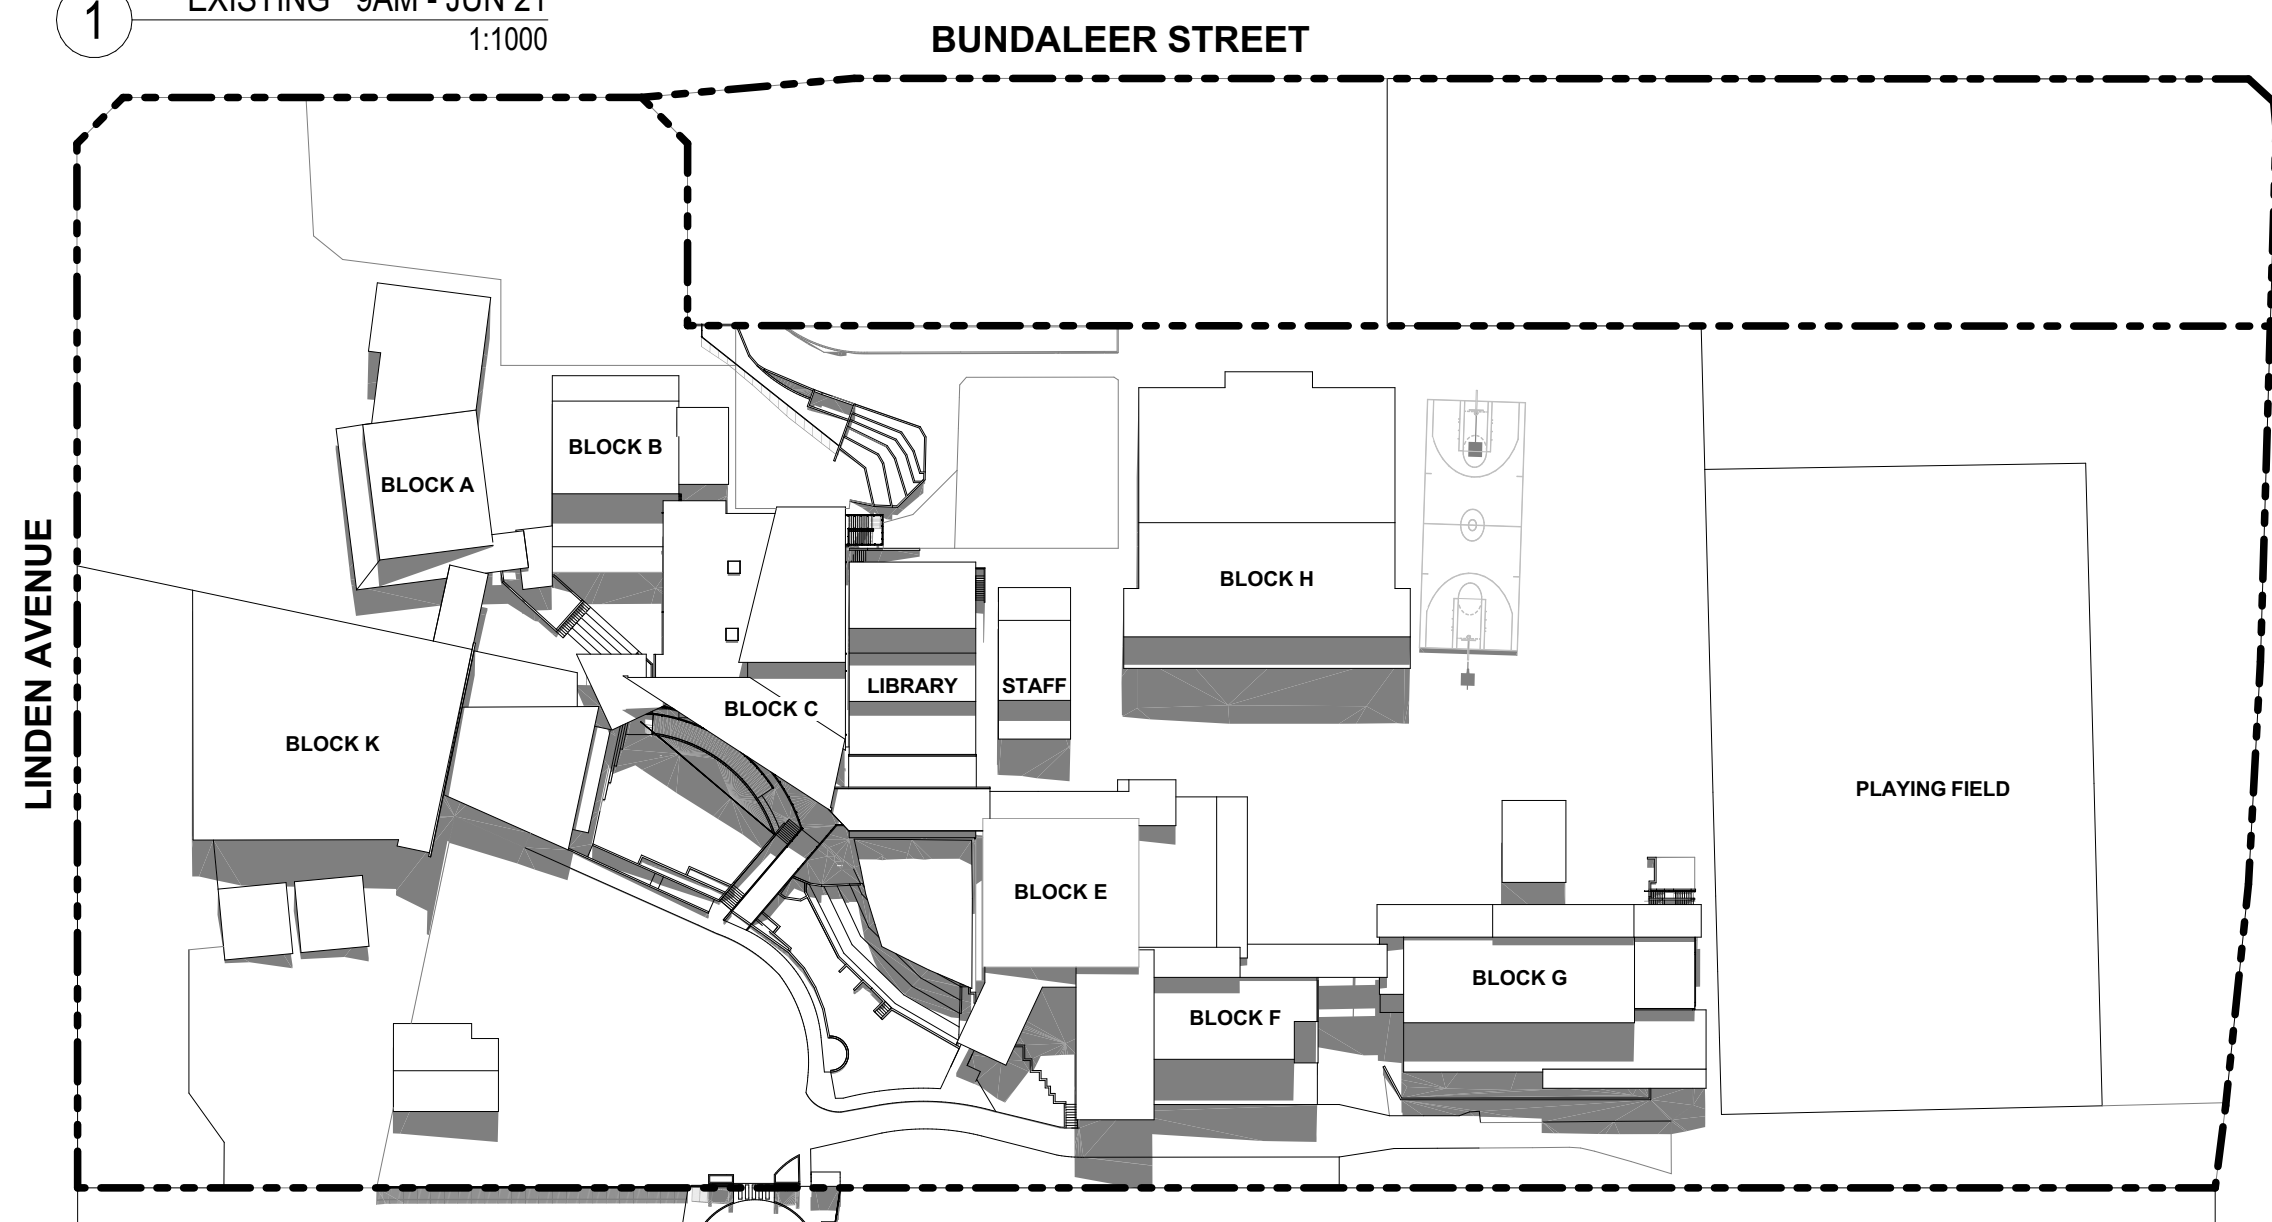 1
EXISTING 9AM - JUN 21
1:1000
BUNDALEER STREET
LINDEN AVENUE
BLOCK A
BLOCK B
BLOCK H
BLOCK K
BLOCK C
LIBRARY
STAFF
PLAYING FIELD
BLOCK E
BLOCK G
BLOCK F